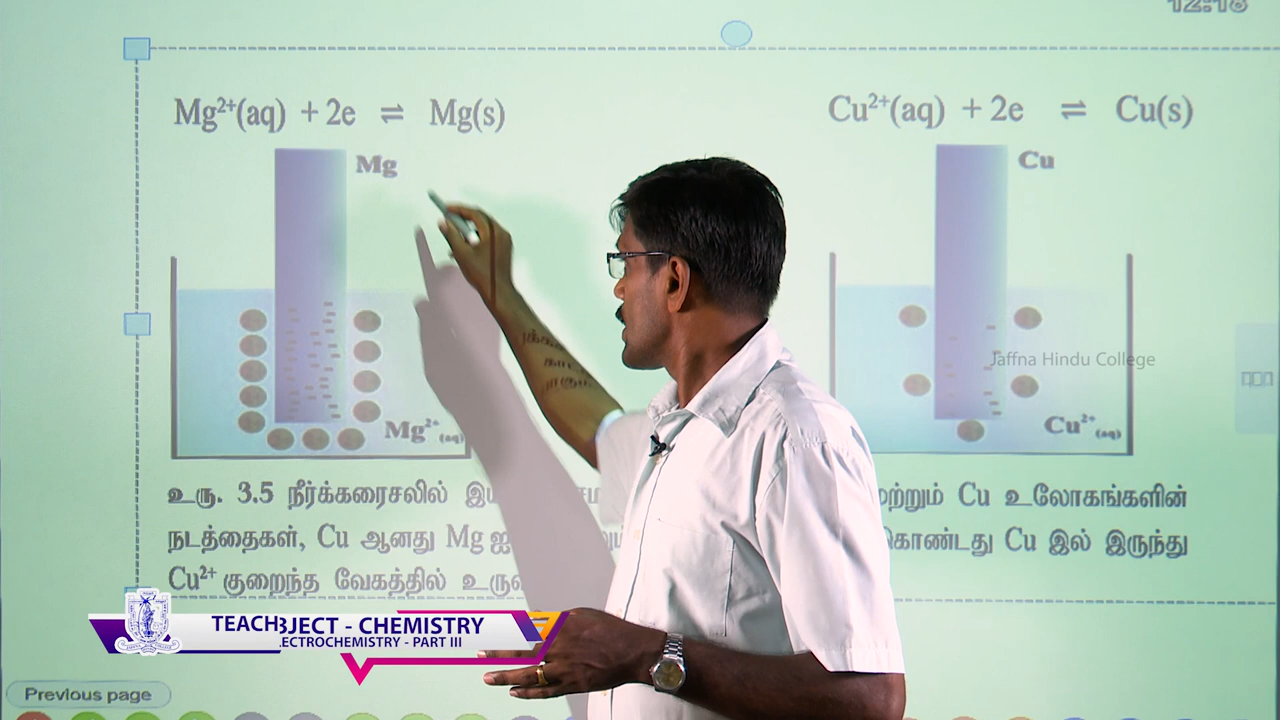 12:18
Mg²⁺(aq) + 2e ⇌ Mg(s)
Cu²⁺(aq) + 2e ⇌ Cu(s)
Mg
Cu
Jaffna Hindu College
Mg²⁺(aq)
Cu²⁺(aq)
உரு. 3.5 நீர்க்கரைசலில் Cu உலோகங்களின்
நடத்தைகள், Cu ஆனது Mg கொண்டது Cu இல் இருந்து
Cu²⁺ குறைந்த வேகத்தில்
TEACH BJECT - CHEMISTRY
ECTROCHEMISTRY - PART III
Previous page